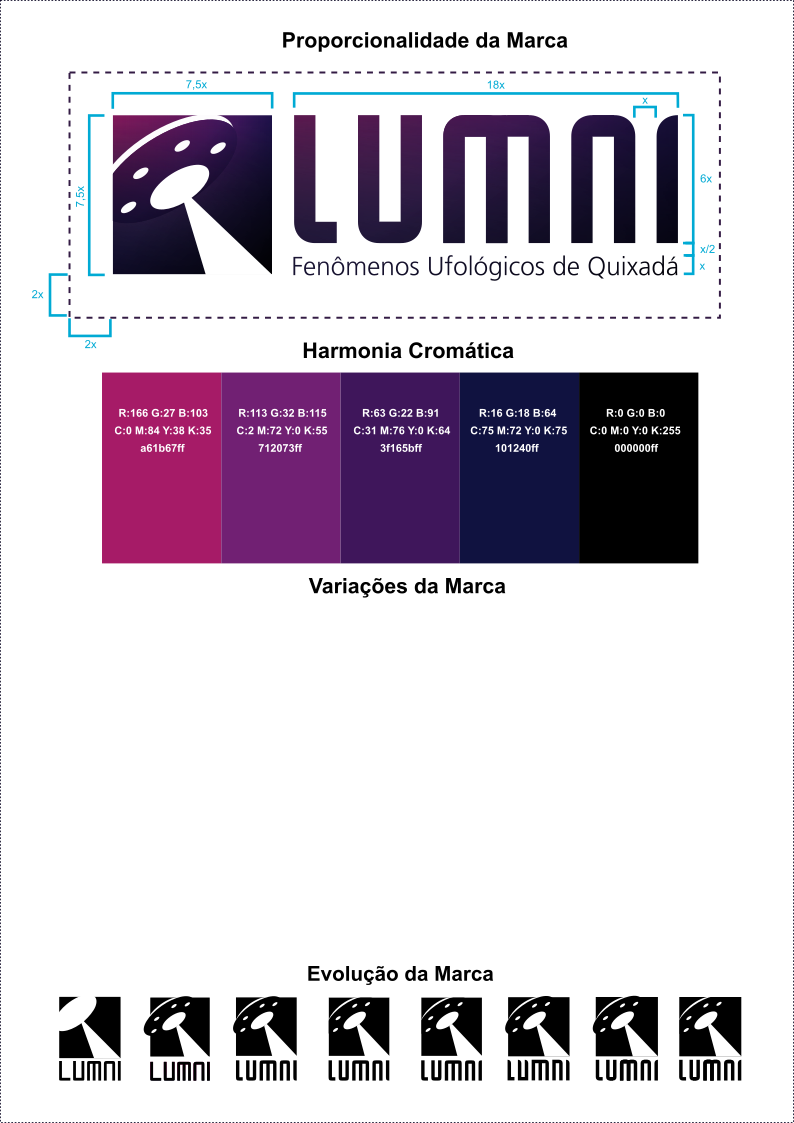 Proporcionalidade da Marca
7,5x
18x
x
7,5x
LUMNI
6x
x/2
x
Fenômenos Ufológicos de Quixadá
2x
2x
Harmonia Cromática
R:166 G:27 B:103
C:0 M:84 Y:38 K:35
a61b67ff
R:113 G:32 B:115
C:2 M:72 Y:0 K:55
712073ff
R:63 G:22 B:91
C:31 M:76 Y:0 K:64
3f165bff
R:16 G:18 B:64
C:75 M:72 Y:0 K:75
101240ff
R:0 G:0 B:0
C:0 M:0 Y:0 K:255
000000ff
Variações da Marca
Evolução da Marca
LUMNI LUMNI LUMNI LUMNI LUMNI LUMNI LUMNI LUMNI